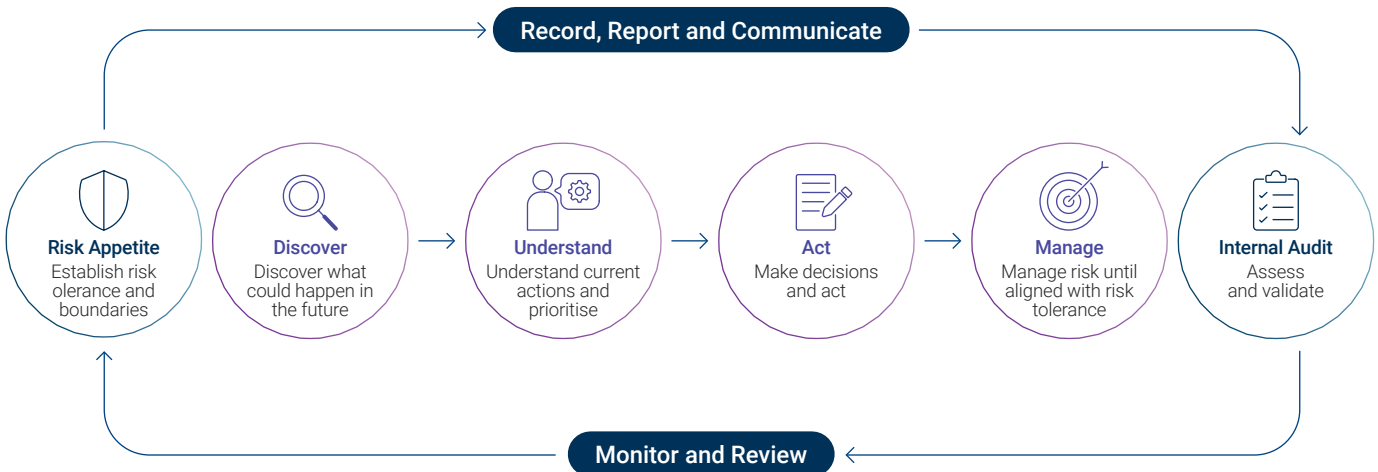 Record, Report and Communicate
Risk Appetite
Establish risk
olerance and
boundaries
Discover
Discover what
could happen in
the future
Understand
Understand current
actions and
prioritise
Act
Make decisions
and act
Manage
Manage risk until
aligned with risk
tolerance
Internal Audit
Assess
and validate
Monitor and Review